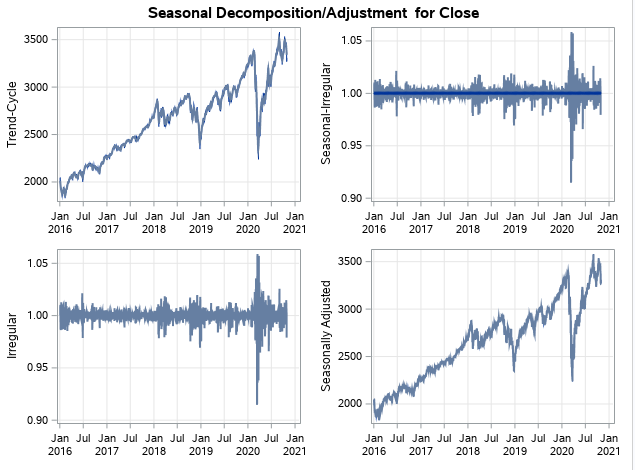 Seasonal Decomposition/Adjustment for Close
Trend-Cycle
3500
3000
2500
2000
Jan Jul Jan Jul Jan Jul Jan Jul Jan Jul Jan
2016 2017 2018 2019 2020 2021
Seasonal-Irregular
1.05
1.00
0.95
0.90
Jan Jul Jan Jul Jan Jul Jan Jul Jan Jul Jan
2016 2017 2018 2019 2020 2021
Irregular
1.05
1.00
0.95
0.90
Jan Jul Jan Jul Jan Jul Jan Jul Jan Jul Jan
2016 2017 2018 2019 2020 2021
Seasonally Adjusted
3500
3000
2500
2000
Jan Jul Jan Jul Jan Jul Jan Jul Jan Jul Jan
2016 2017 2018 2019 2020 2021